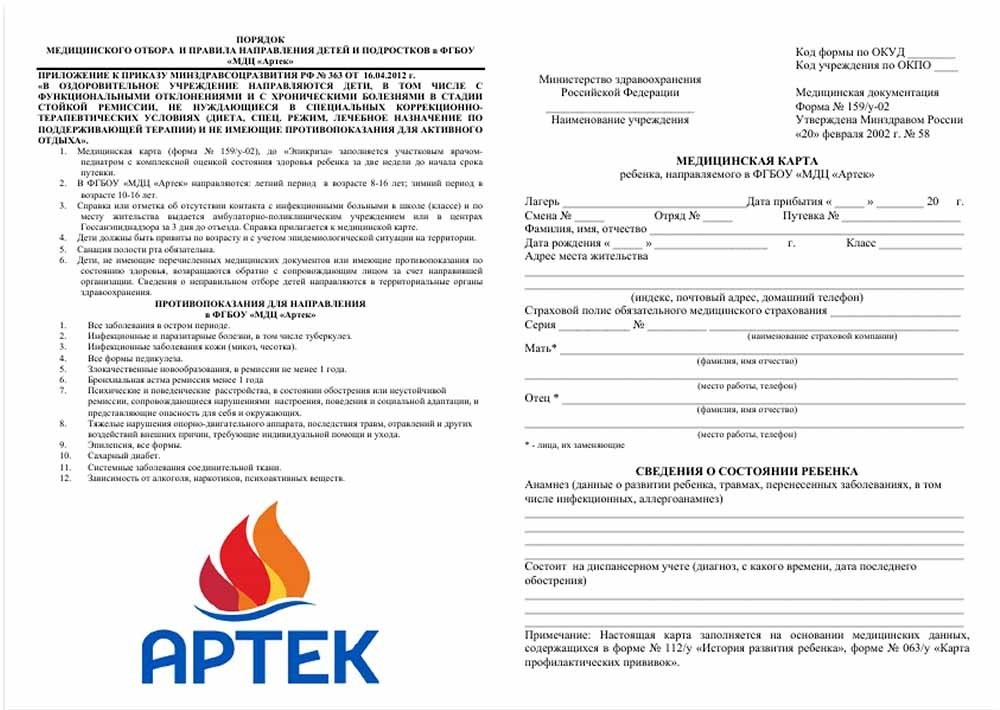 ПОРЯДОК
МЕДИЦИНСКОГО ОТБОРА И ПРАВИЛА НАПРАВЛЕНИЯ ДЕТЕЙ И ПОДРОСТКОВ в ФГБОУ
«МДЦ «Артек»
ПРИЛОЖЕНИЕ К ПРИКАЗУ МИНЗДРАВСОЦРАЗВИТИЯ РФ № 363 ОТ 16.04.2012 г.
«В ОЗДОРОВИТЕЛЬНОЕ УЧРЕЖДЕНИЕ НАПРАВЛЯЮТСЯ ДЕТИ, В ТОМ ЧИСЛЕ С
ФУНКЦИОНАЛЬНЫМИ ОТКЛОНЕНИЯМИ И С ХРОНИЧЕСКИМИ БОЛЕЗНЯМИ В СТАДИИ
СТОЙКОЙ РЕМИССИИ, НЕ НУЖДАЮЩИЕСЯ В СПЕЦИАЛЬНЫХ КОРРЕКЦИОННО-
ТЕРАПЕВТИЧЕСКИХ УСЛОВИЯХ (ДИЕТА, СПЕЦ. РЕЖИМ, ЛЕЧЕБНОЕ НАЗНАЧЕНИЕ ПО
ПОДДЕРЖИВАЮЩЕЙ ТЕРАПИИ) И НЕ ИМЕЮЩИЕ ПРОТИВОПОКАЗАНИЯ ДЛЯ АКТИВНОГО
ОТДЫХА».
1. Медицинская карта (форма № 159/у-02), до «Эпикриза» заполняется участковым врачом-
педиатром с комплексной оценкой состояния здоровья ребенка за две недели до начала срока
путевки.
2. В ФГБОУ «МДЦ «Артек» направляются: летний период в возрасте 8-16 лет; зимний период в
возрасте 10-16 лет.
3. Справка или отметка об отсутствии контакта с инфекционными больными в школе (классе) и по
месту жительства выдается амбулаторно-поликлиническим учреждением или в центрах
Госсанэпиднадзора за 3 дня до отъезда. Справка прилагается к медицинской карте.
4. Дети должны быть привиты по возрасту и с учетом эпидемиологической ситуации на территории.
5. Санация полости рта обязательна.
6. Дети, не имеющие перечисленных медицинских документов или имеющие противопоказания по
состоянию здоровья, возвращаются обратно с сопровождающим лицом за счет направившей
организации. Сведения о неправильном отборе детей направляются в территориальные органы
здравоохранения.
ПРОТИВОПОКАЗАНИЯ ДЛЯ НАПРАВЛЕНИЯ
в ФГБОУ «МДЦ «Артек»
1. Все заболевания в остром периоде.
2. Инфекционные и паразитарные болезни, в том числе туберкулез.
3. Инфекционные заболевания кожи (микоз, чесотка).
4. Все формы педикулеза.
5. Злокачественные новообразования, в ремиссии не менее 1 года.
6. Бронхиальная астма ремиссия менее 1 года
7. Психические и поведенческие расстройства, в состоянии обострения или неустойчивой
ремиссии, сопровождающиеся нарушениями настроения, поведения и социальной адаптации, и
представляющие опасность для себя и окружающих.
8. Тяжелые нарушения опорно-двигательного аппарата, последствия травм, отравлений и других
воздействий внешних причин, требующие индивидуальной помощи и ухода.
9. Эпилепсия, все формы.
10. Сахарный диабет.
11. Системные заболевания соединительной ткани.
12. Зависимость от алкоголя, наркотиков, психоактивных веществ.
АРТЕК
Код формы по ОКУД ______
Код учреждения по ОКПО ____
Министерство здравоохранения
Российской Федерации
Наименование учреждения
Медицинская документация
Форма № 159/у-02
Утверждена Минздравом России
«20» февраля 2002 г. № 58
МЕДИЦИНСКАЯ КАРТА
ребенка, направляемого в ФГБОУ «МДЦ «Артек»
Лагерь ____________________________Дата прибытия « _____ » _______ 20 г.
Смена № _____ Отряд № _____ Путевка № __________________
Фамилия, имя, отчество ________________
Дата рождения « _____ » _________________ г. Класс _____________
Адрес места жительства
(индекс, почтовый адрес, домашний телефон)
Страховой полис обязательного медицинского страхования ____________________
Серия ___________ № _________ ______________________________________
(наименование страховой компании)
Мать* ________________
(фамилия, имя отчество)
(место работы, телефон)
Отец * ________________
(фамилия, имя отчество)
(место работы, телефон)
* - лица, их заменяющие
СВЕДЕНИЯ О СОСТОЯНИИ РЕБЕНКА
Анамнез (данные о развитии ребенка, травмах, перенесенных заболеваниях, в том
числе инфекционных, аллергоанамнез)
Состоит на диспансерном учете (диагноз, с какого времени, дата последнего
обострения)
Примечание: Настоящая карта заполняется на основании медицинских данных,
содержащихся в форме № 112/у «История развития ребенка», форме № 063/у «Карта
профилактических прививок».